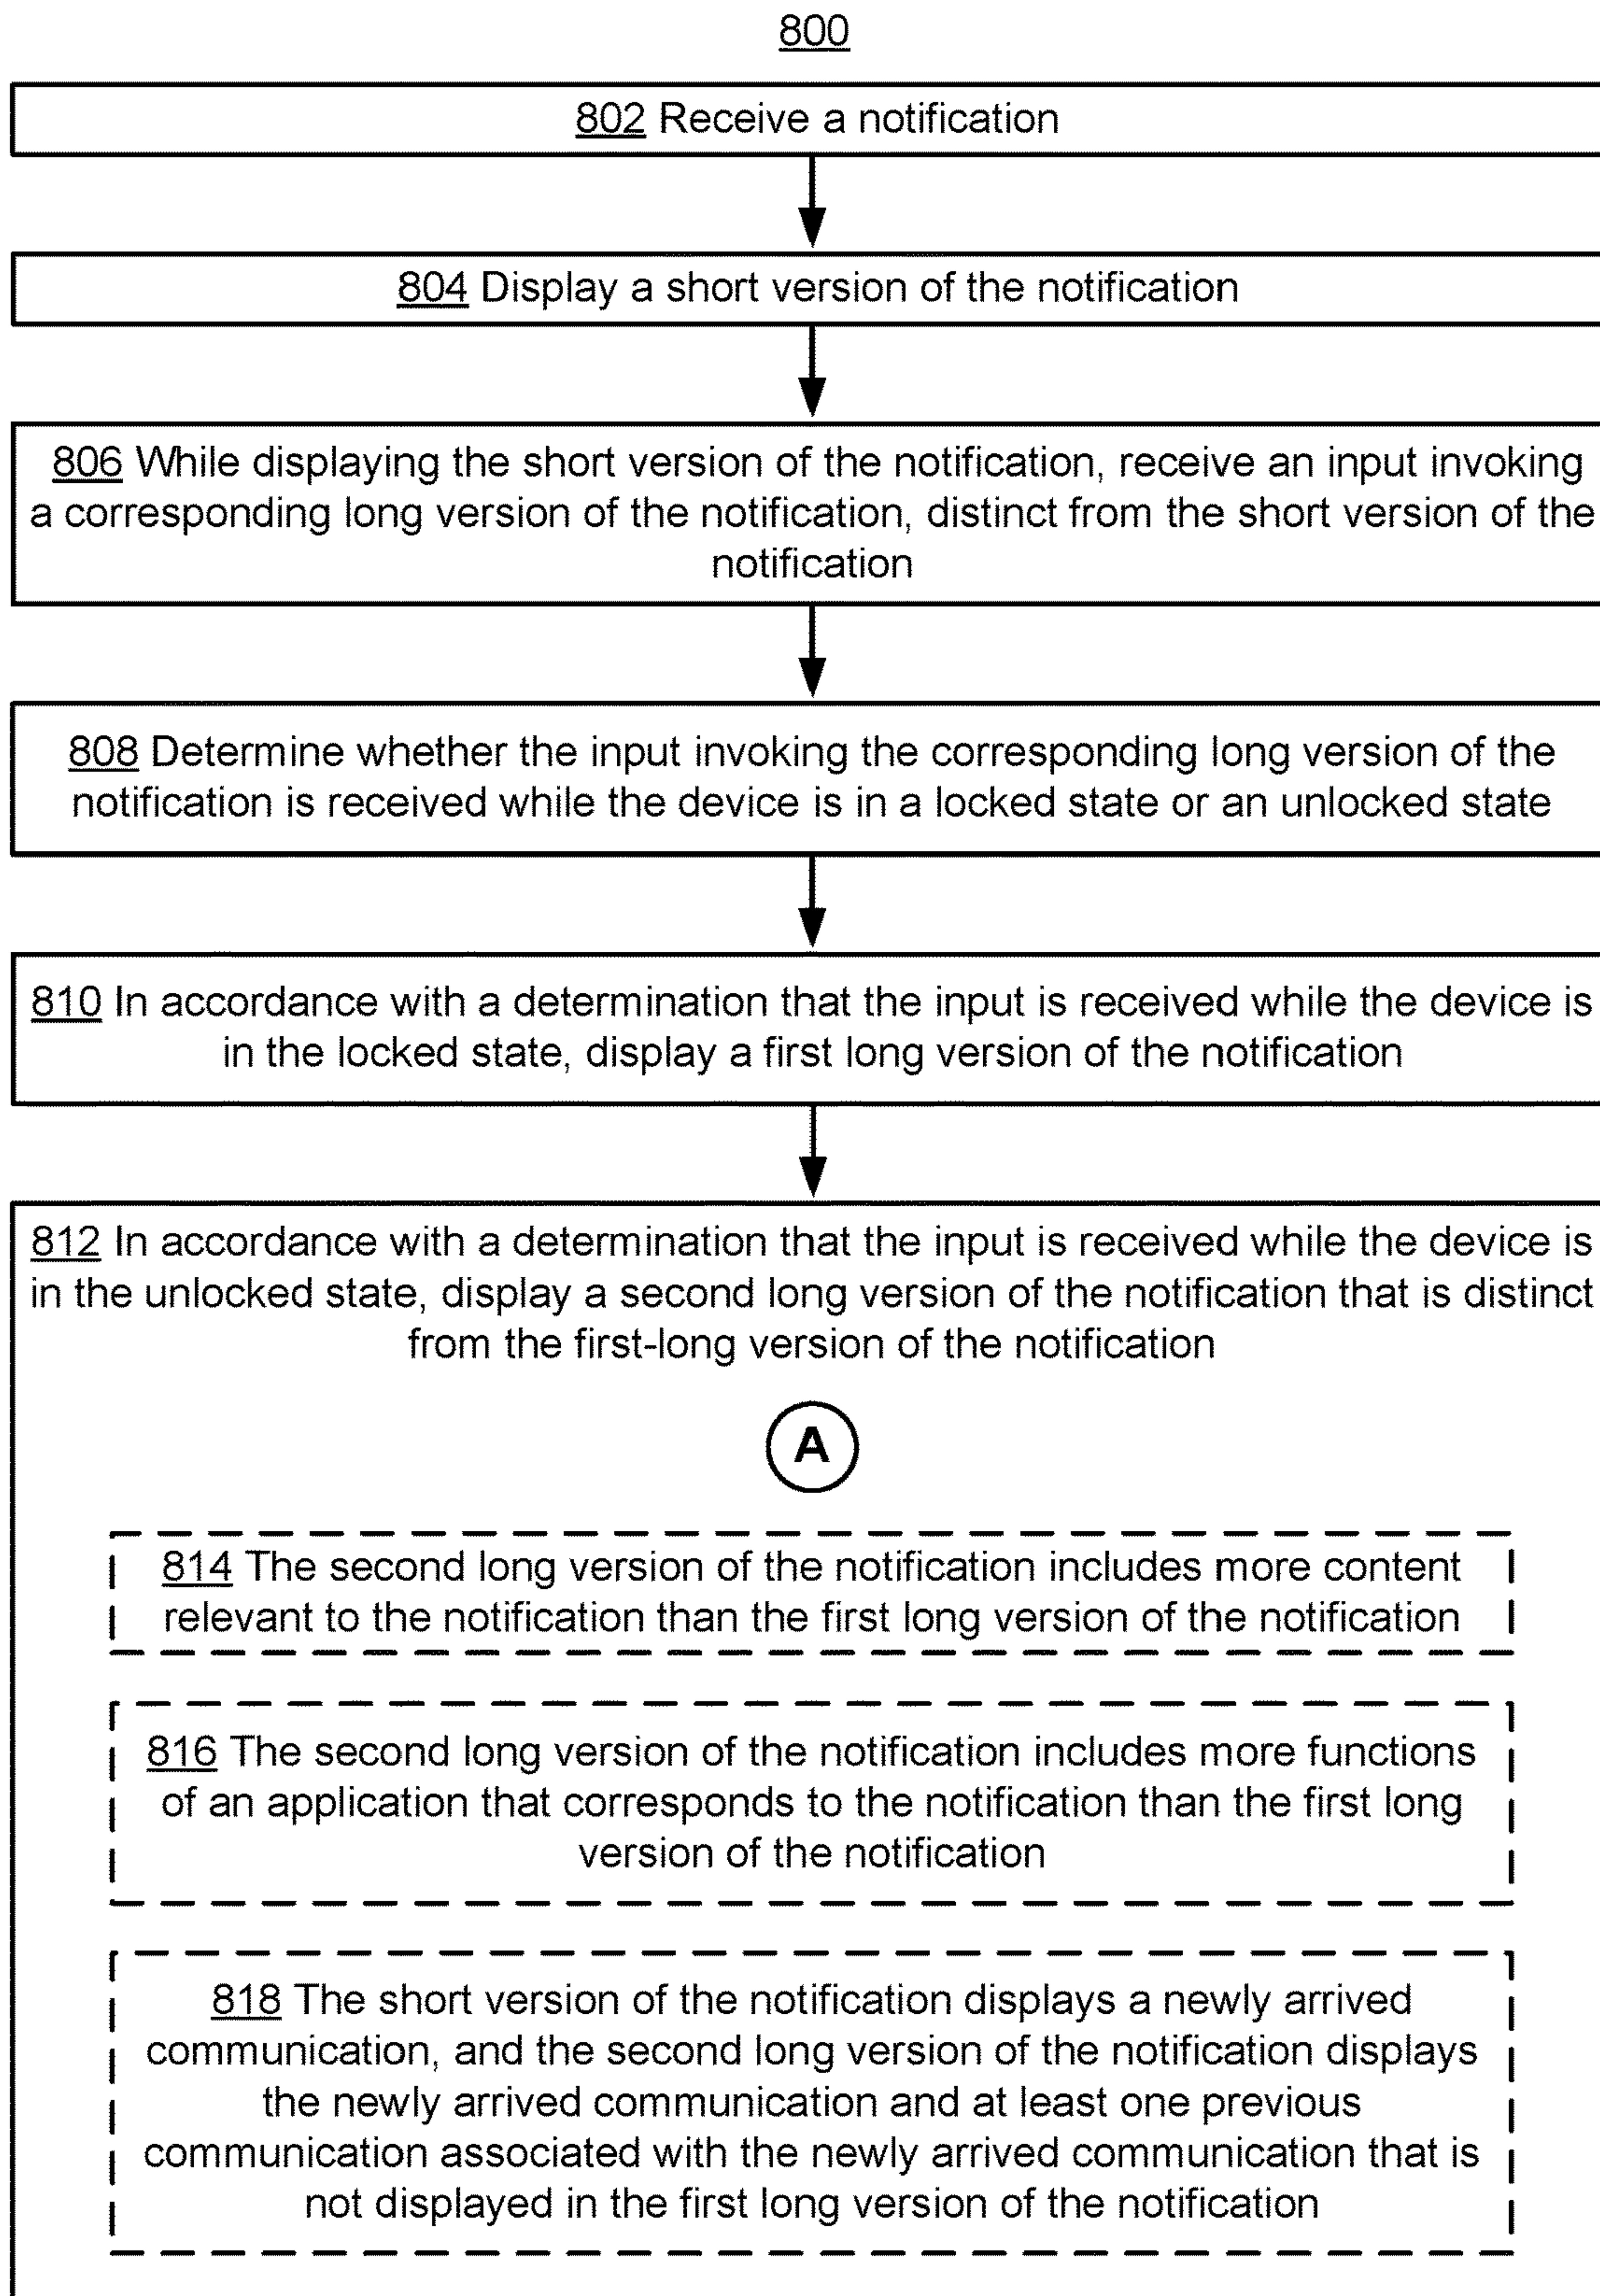 800
802 Receive a notification
804 Display a short version of the notification
806 While displaying the short version of the notification, receive an input invoking
a corresponding long version of the notification, distinct from the short version of the
notification
808 Determine whether the input invoking the corresponding long version of the
notification is received while the device is in a locked state or an unlocked state
810 In accordance with a determination that the input is received while the device is
in the locked state, display a first long version of the notification
812 In accordance with a determination that the input is received while the device is
in the unlocked state, display a second long version of the notification that is distinct
from the first-long version of the notification
A
814 The second long version of the notification includes more content
relevant to the notification than the first long version of the notification
816 The second long version of the notification includes more functions
of an application that corresponds to the notification than the first long
version of the notification
818 The short version of the notification displays a newly arrived
communication, and the second long version of the notification displays
the newly arrived communication and at least one previous
communication associated with the newly arrived communication that is
not displayed in the first long version of the notification